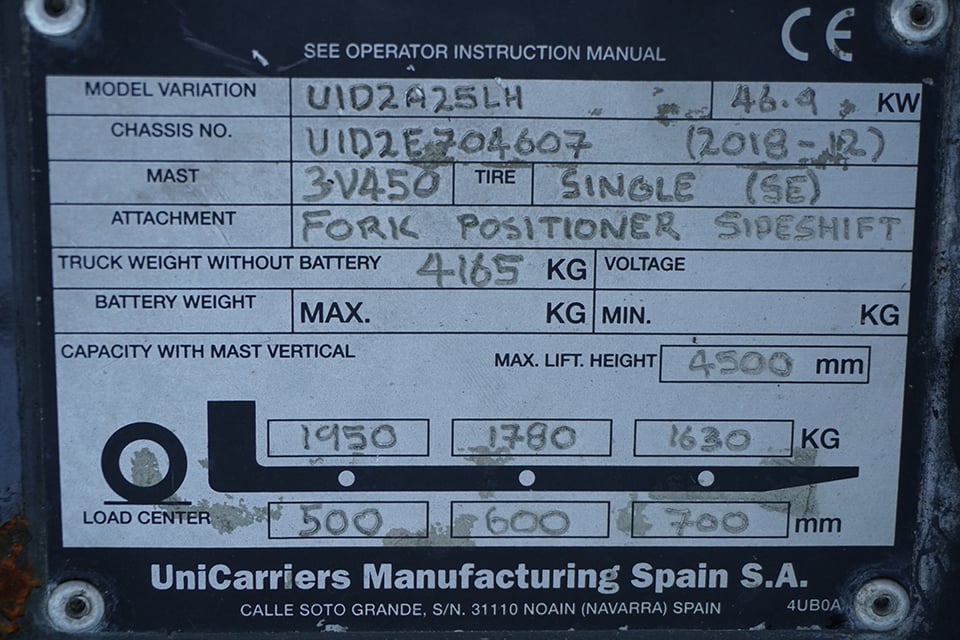 CE
SEE OPERATOR INSTRUCTION MANUAL
MODEL VARIATION U1D2A25LH 46.9 KW
CHASSIS NO. U1D2E704607 (2018-12)
MAST 3V450 TIRE SINGLE (SE)
ATTACHMENT FORK POSITIONER SIDESHIFT
TRUCK WEIGHT WITHOUT BATTERY 4165 KG VOLTAGE
BATTERY WEIGHT MAX. KG MIN. KG
CAPACITY WITH MAST VERTICAL
MAX. LIFT. HEIGHT 4500 mm
1950 1780 1630 KG
LOAD CENTER 500 600 700 mm
UniCarriers Manufacturing Spain S.A.
CALLE SOTO GRANDE, S/N. 31110 NOAIN (NAVARRA) SPAIN 4UB0A